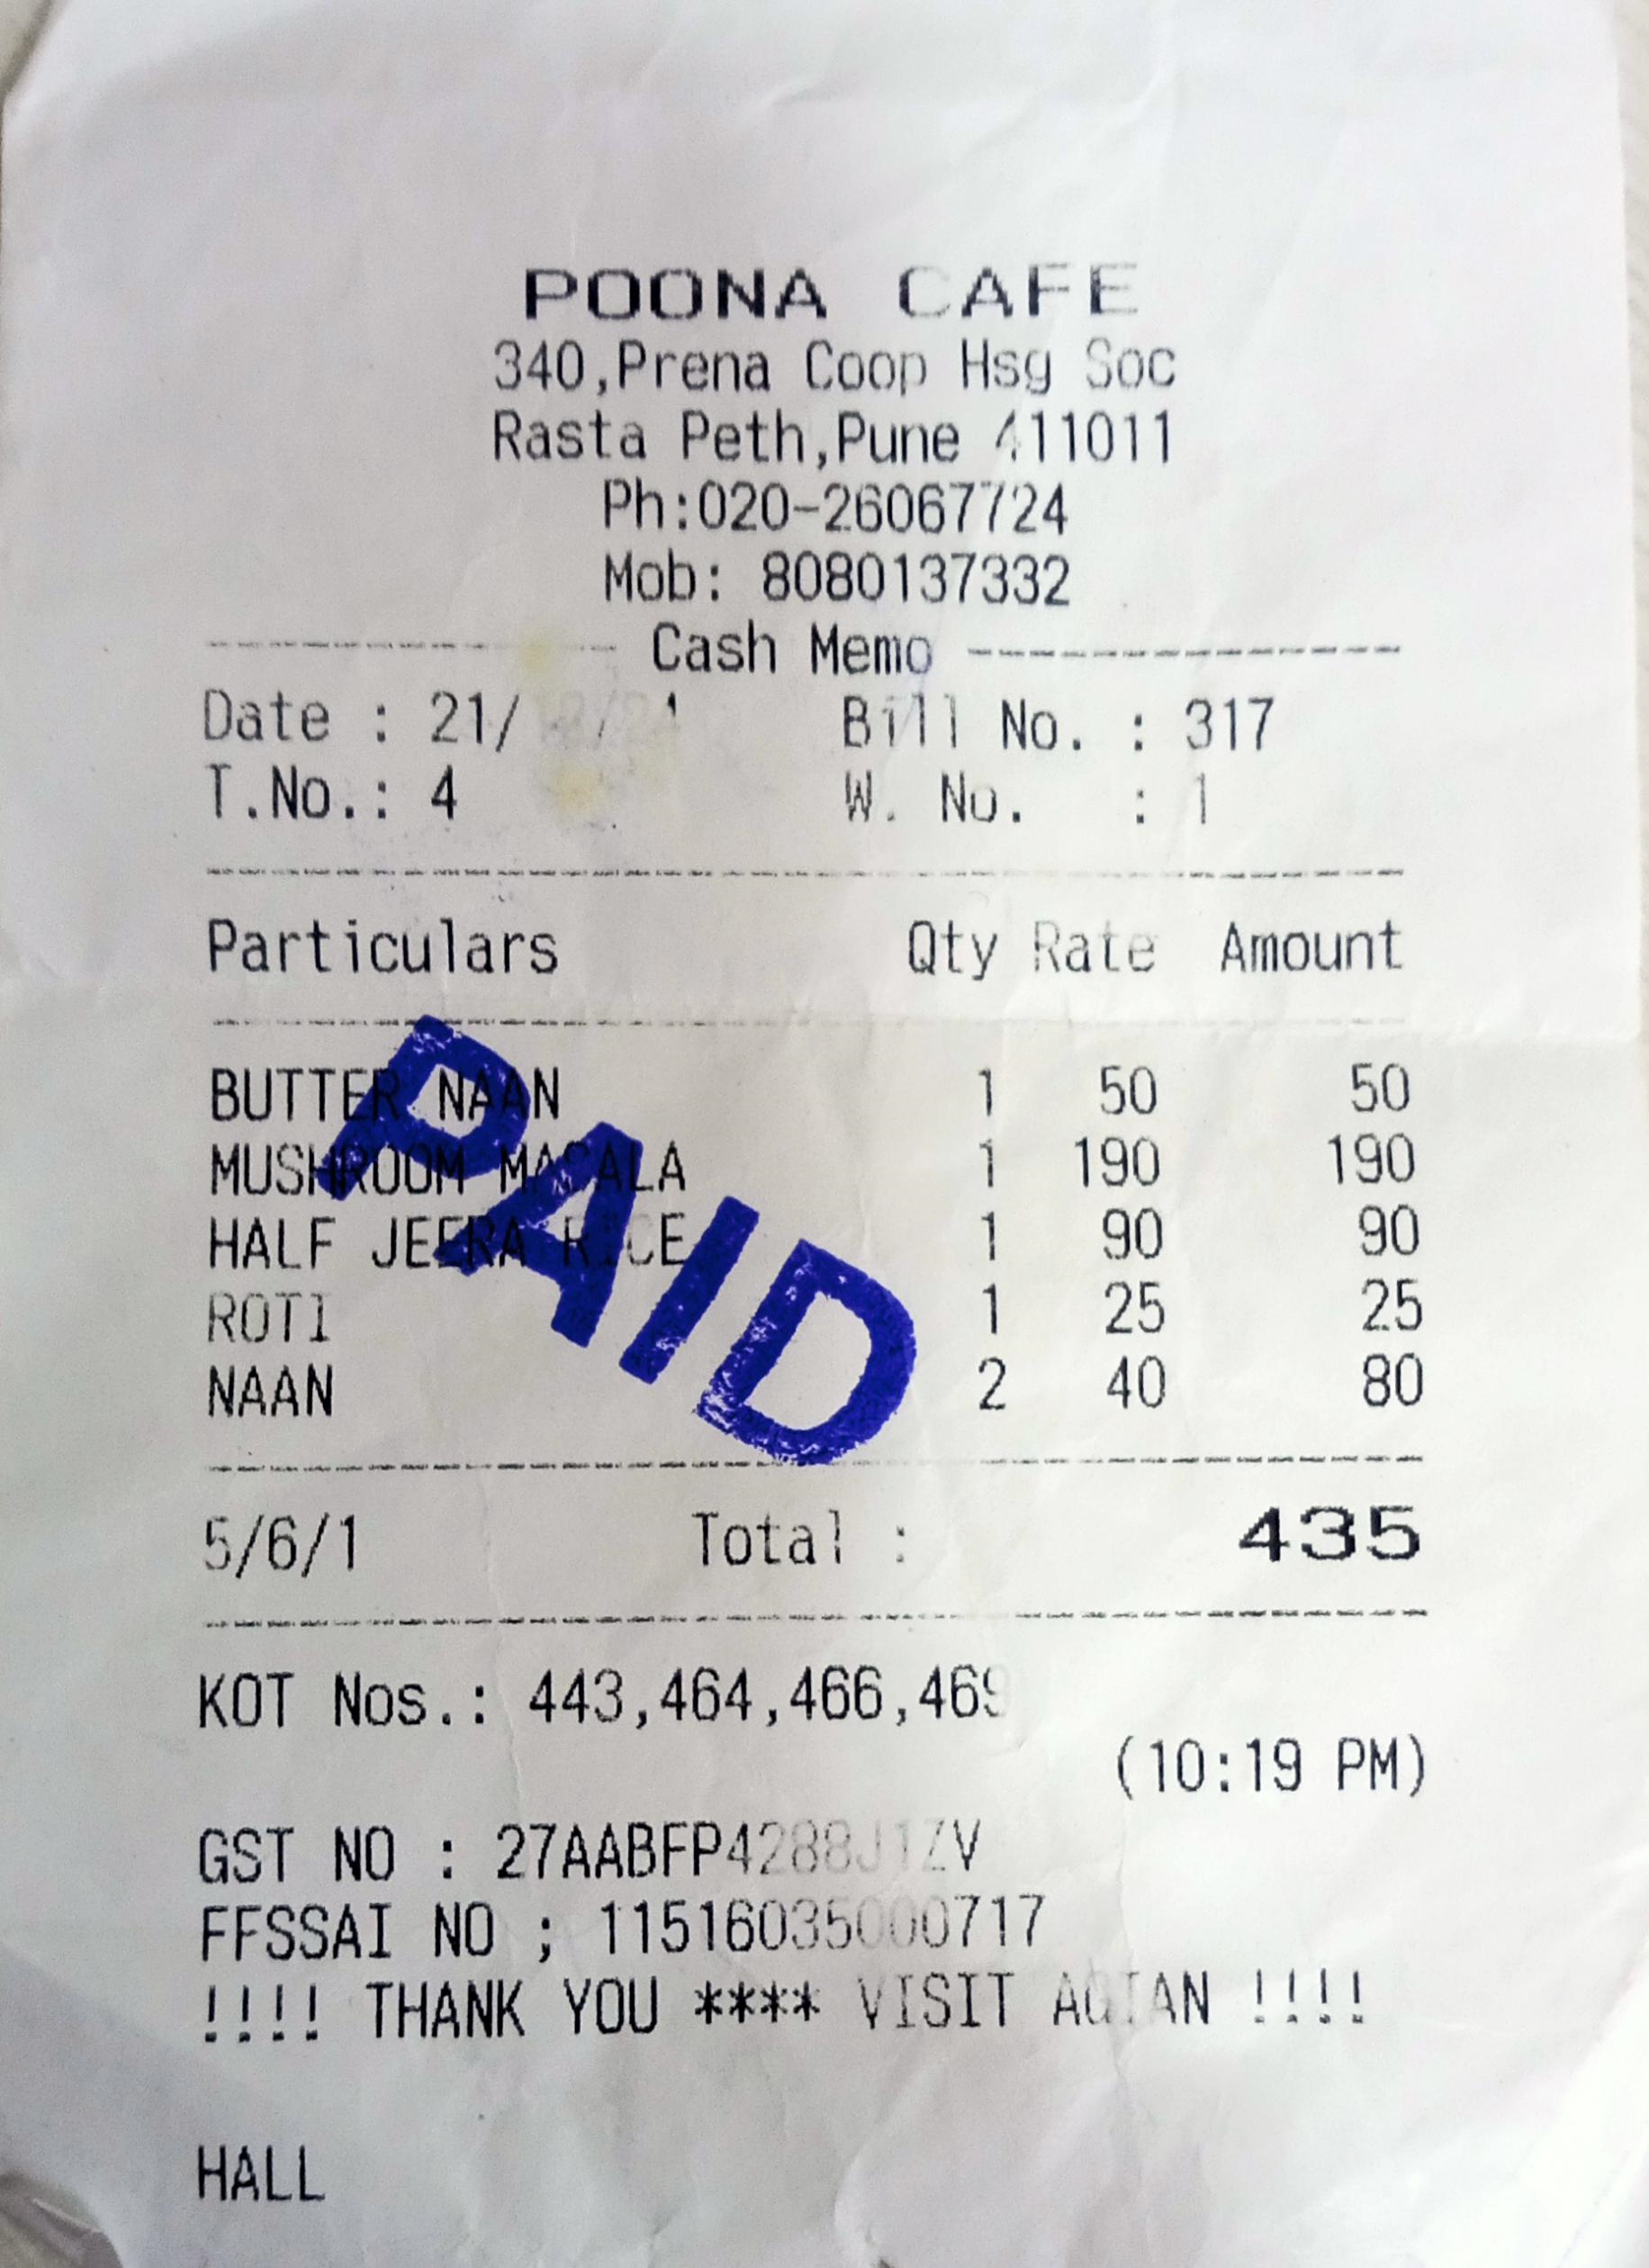 POONA CAFE
340,Prena Coop Hsg Soc
Rasta Peth,Pune 411011
Ph:020-26067724
Mob: 8080137332
Cash Memo
Date : Bill No. : 317
T.No.: 4 W. No. : 1
Particulars Qty Rate Amount
BUTTER NAAN 1 50 50
MUSHROOM MASALA 1 190 190
HALF JEERA RICE 1 90 90
ROTI 1 25 25
NAAN 2 40 80
PAID
5/6/1 Total : 435
KOT Nos.: 443,464,466,469
(10:19 PM)
GST NO : 27AABFP4288J1ZV
FFSSAI NO ; 11516035000717
!!!! THANK YOU **** VISIT AGIAN !!!!
HALL